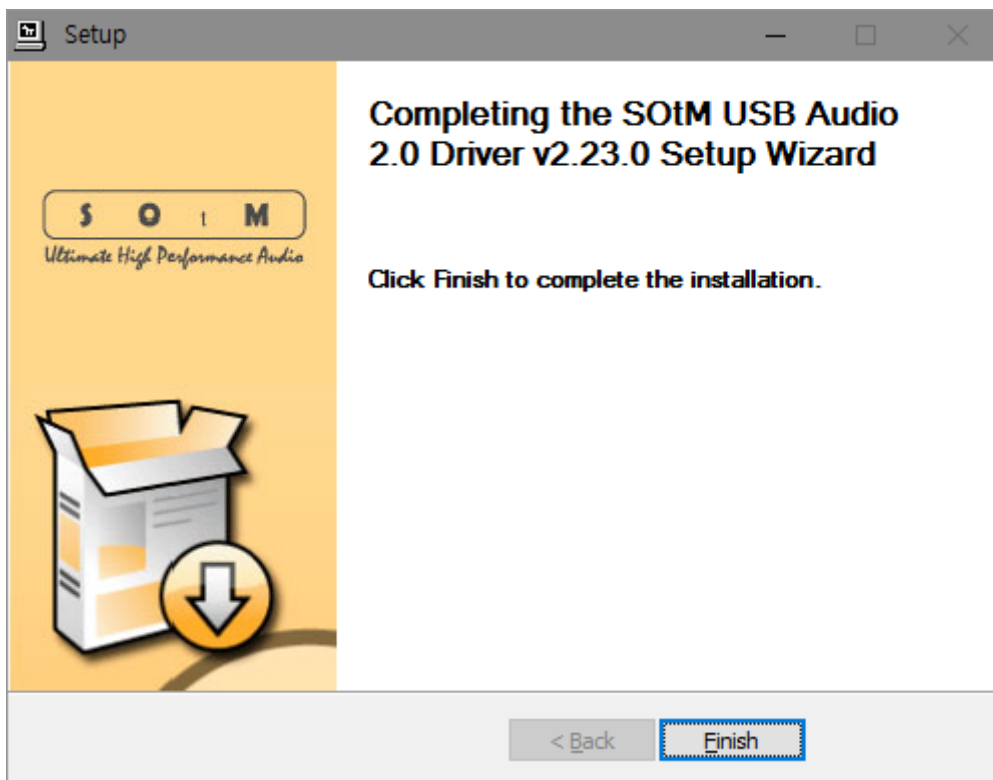 Setup
Completing the SOtM USB Audio
2.0 Driver v2.23.0 Setup Wizard
S O t M
Ultimate High Performance Audio
Click Finish to complete the installation.
< Back
Finish